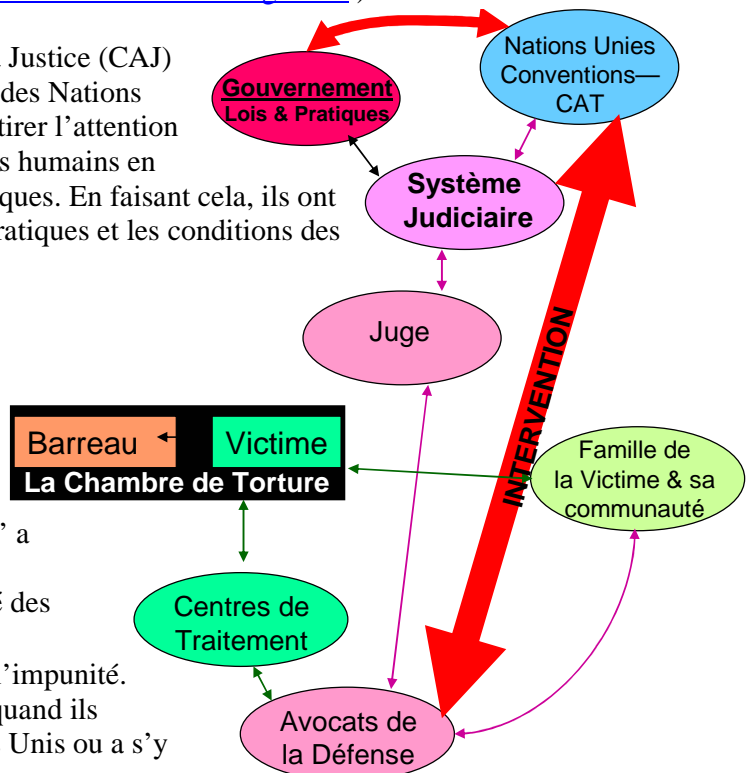 Justice (CAJ)
des Nations
tirer l’attention
s humains en
ques. En faisant cela, ils ont
ratiques et les conditions des
Gouvernement
Lois & Pratiques
Nations Unies
Conventions—
CAT
Système
Judiciaire
Juge
INTERVENTION
Barreau
Victime
La Chambre de Torture
Famille de
la Victime & sa
communauté
’ a
des
l’impunité.
quand ils
Unis ou a s’y
Centres de
Traitement
Avocats de
la Défense